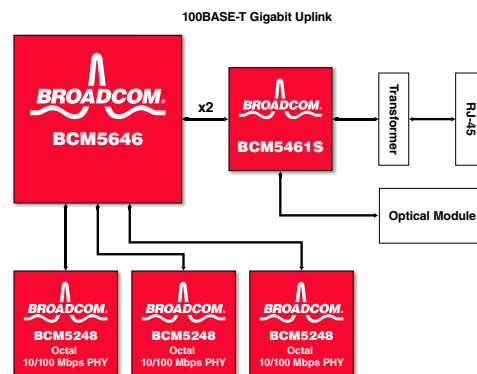 100BASE-T Gigabit Uplink
BROADCOM®
BCM5646
x2
BROADCOM®
BCM5461S
Transformer
RJ-45
Optical Module
BROADCOM®
BCM5248
Octal
10/100 Mbps PHY
BROADCOM®
BCM5248
Octal
10/100 Mbps PHY
BROADCOM®
BCM5248
Octal
10/100 Mbps PHY